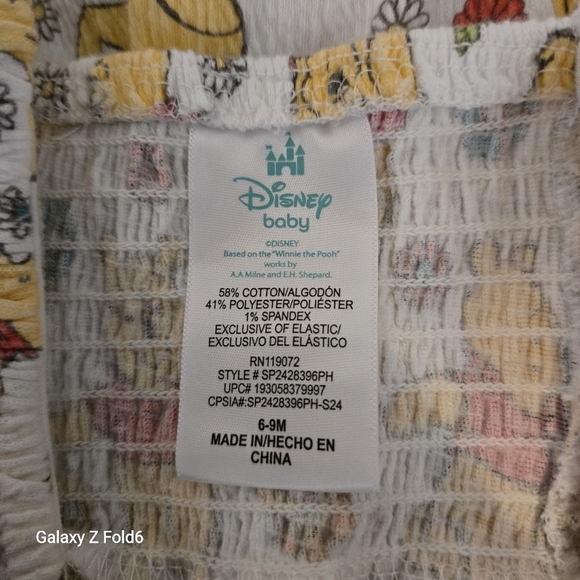 Disney
baby
©DISNEY
Based on the "Winnie the Pooh"
works by
A.A Milne and E.H. Shepard.
58% COTTON/ALGODÓN
41% POLYESTER/POLIÉSTER
1% SPANDEX
EXCLUSIVE OF ELASTIC/
EXCLUSIVO DEL ELÁSTICO
RN119072
STYLE # SP2428396PH
UPC# 193058379997
CPSIA#:SP2428396PH-S24
6-9M
MADE IN/HECHO EN
CHINA
Galaxy Z Fold6